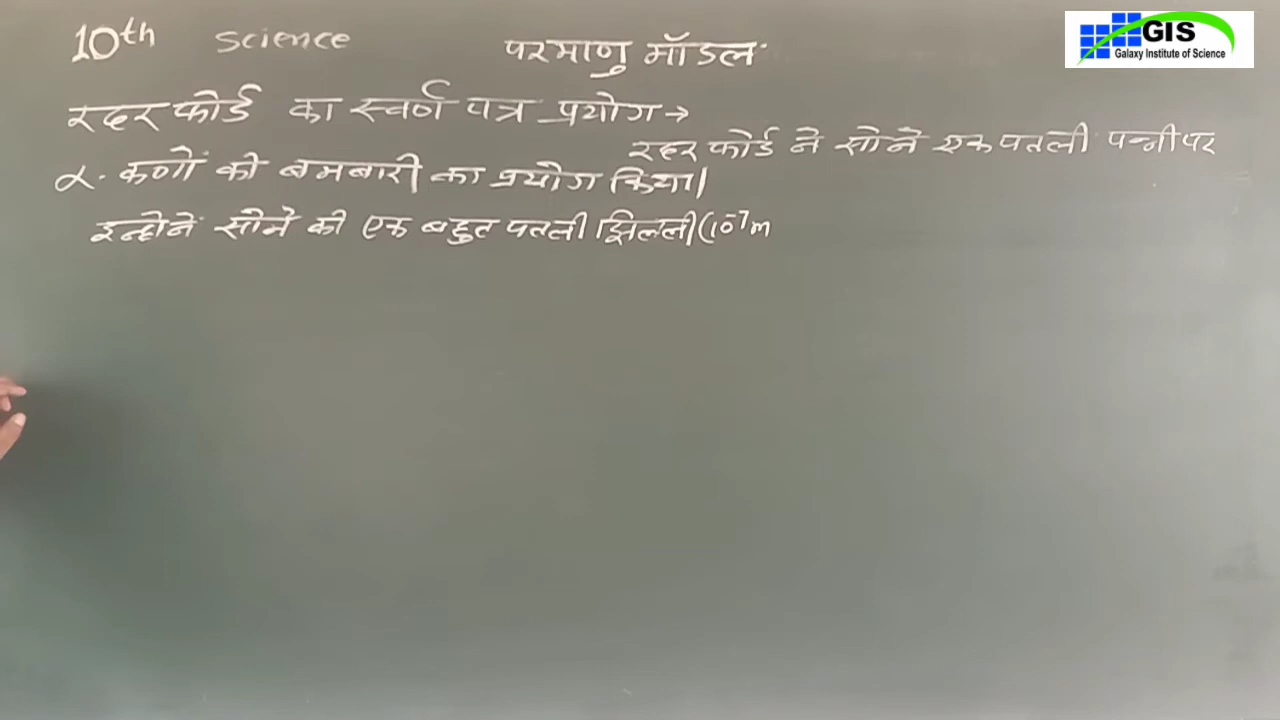 10th Science परमाणु मॉडल
GIS
Galaxy Institute of Science
रदरफोर्ड का स्वर्ण पत्र प्रयोग →
रदरफोर्ड ने सोने एक पतली पन्नी पर
α. कणों की बमबारी का प्रयोग किया।
इन्होने सोने की एक बहुत पतली झिलली (10⁻⁷m